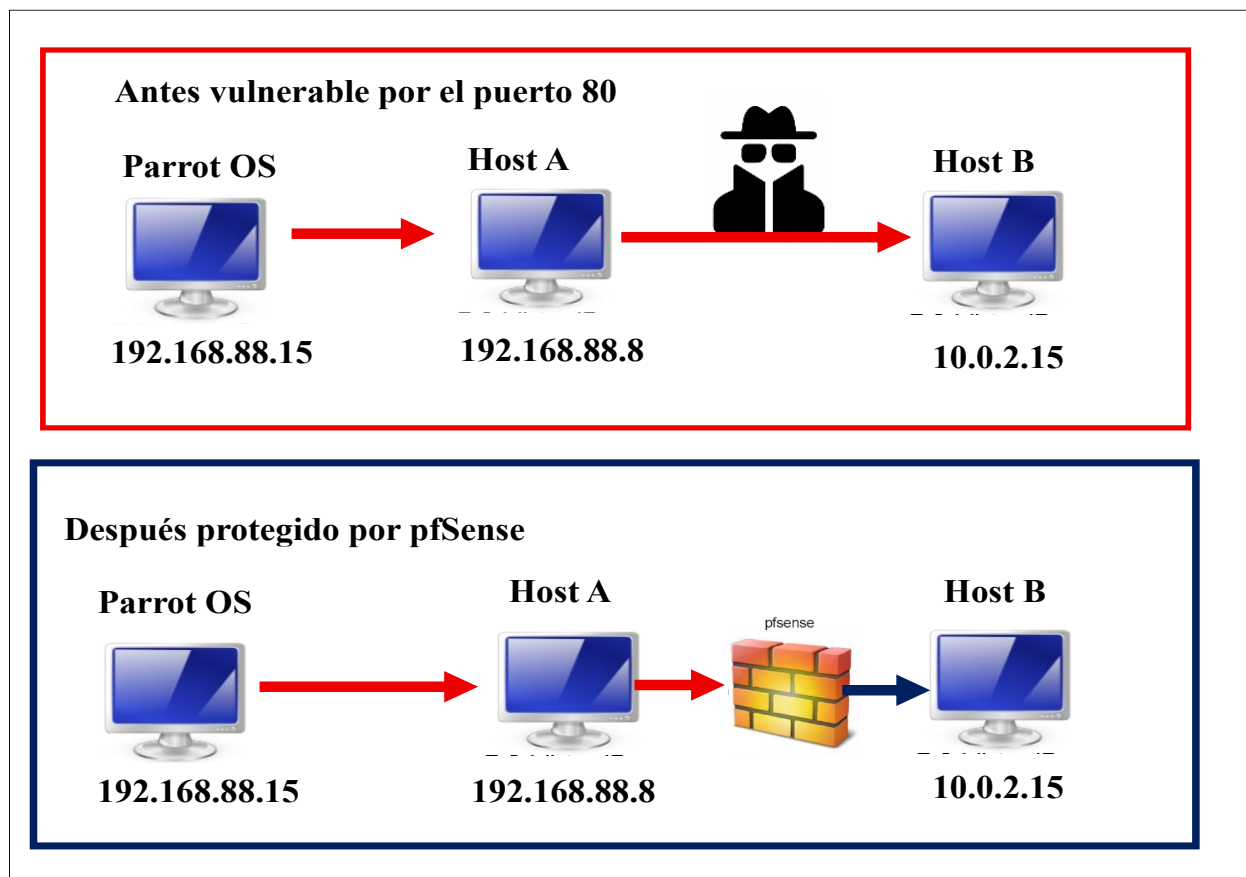 Antes vulnerable por el puerto 80
Parrot OS
Host A
Host B
192.168.88.15
192.168.88.8
10.0.2.15
Después protegido por pfSense
Parrot OS
Host A
Host B
pfsense
192.168.88.15
192.168.88.8
10.0.2.15